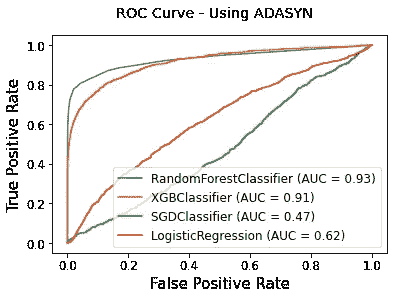 ROC Curve - Using ADASYN
1.0
0.8
0.6
0.4
0.2
0.0
True Positive Rate
RandomForestClassifier (AUC = 0.93)
XGBClassifier (AUC = 0.91)
SGDClassifier (AUC = 0.47)
LogisticRegression (AUC = 0.62)
0.0 0.2 0.4 0.6 0.8 1.0
False Positive Rate